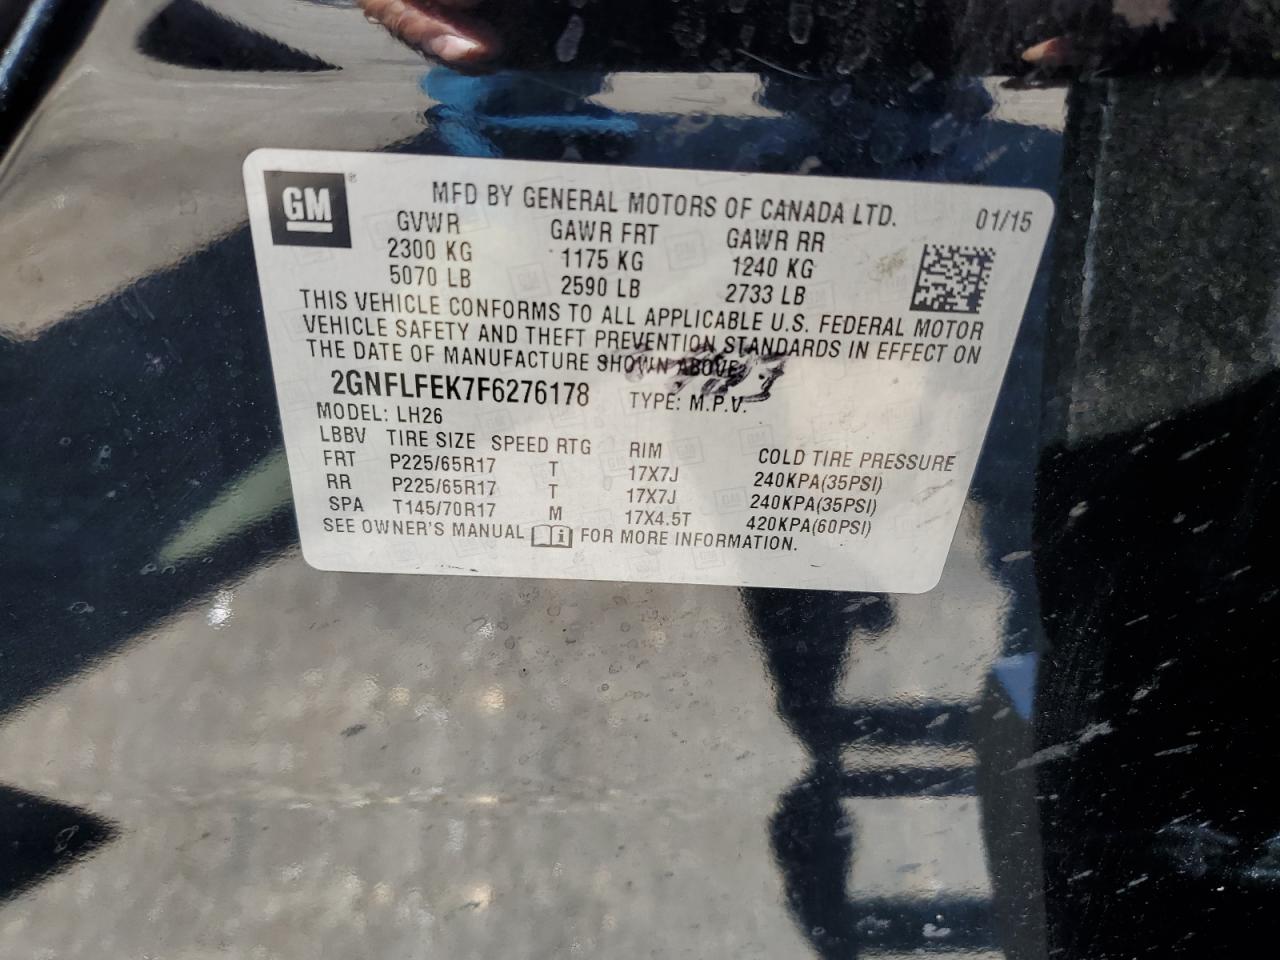 GM ®
MFD BY GENERAL MOTORS OF CANADA LTD. 01/15
GVWR GAWR FRT GAWR RR
2300 KG 1175 KG 1240 KG
5070 LB 2590 LB 2733 LB
THIS VEHICLE CONFORMS TO ALL APPLICABLE U.S. FEDERAL MOTOR
VEHICLE SAFETY AND THEFT PREVENTION STANDARDS IN EFFECT ON
THE DATE OF MANUFACTURE SHOWN ABOVE.
2GNFLFEK7F6276178 TYPE: M.P.V.
MODEL: LH26
LBBV TIRE SIZE SPEED RTG RIM COLD TIRE PRESSURE
FRT P225/65R17 T 17X7J 240KPA(35PSI)
RR P225/65R17 T 17X7J 240KPA(35PSI)
SPA T145/70R17 M 17X4.5T 420KPA(60PSI)
SEE OWNER'S MANUAL i FOR MORE INFORMATION.